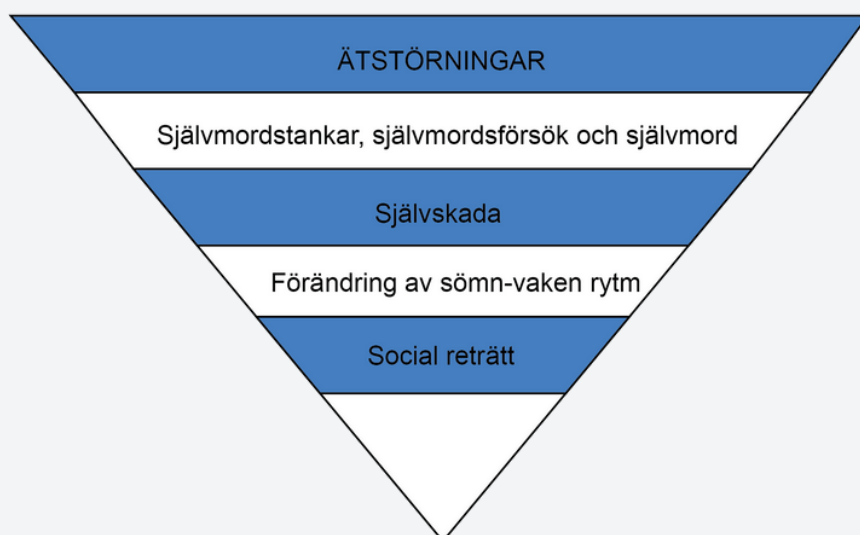 ÄTSTÖRNINGAR
Självmordstankar, självmordsförsök och självmord
Självskada
Förändring av sömn-vaken rytm
Social reträtt